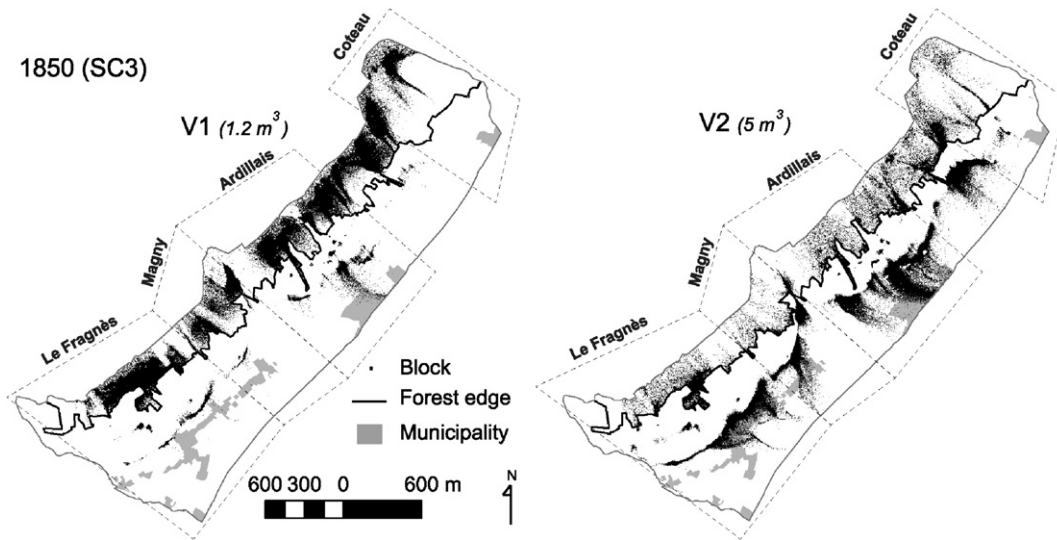 1850 (SC3)
V1 (1.2 m³)
Coteau
Ardillais
Magny
Le Fragnès
Block
Forest edge
Municipality
600 300 0 600 m
N
V2 (5 m³)
Coteau
Ardillais
Magny
Le Fragnès